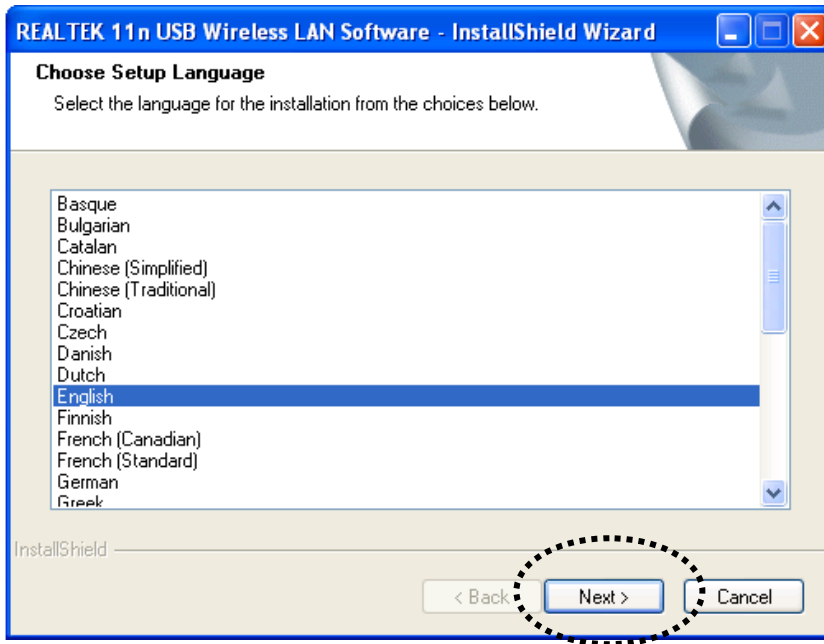 REALTEK 11n USB Wireless LAN Software - InstallShield Wizard
Choose Setup Language
Select the language for the installation from the choices below.
Basque
Bulgarian
Catalan
Chinese (Simplified)
Chinese (Traditional)
Croatian
Czech
Danish
Dutch
English
Finnish
French (Canadian)
French (Standard)
German
Greek
InstallShield
< Back
Next >
Cancel